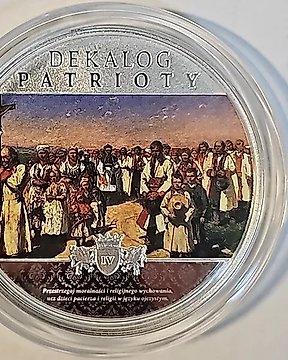 DEKALOG
PATRIOTY
IV
Przestrzegaj moralności i religijnego wychowania,
ucz dzieci pacierza i religii w języku ojczystym.